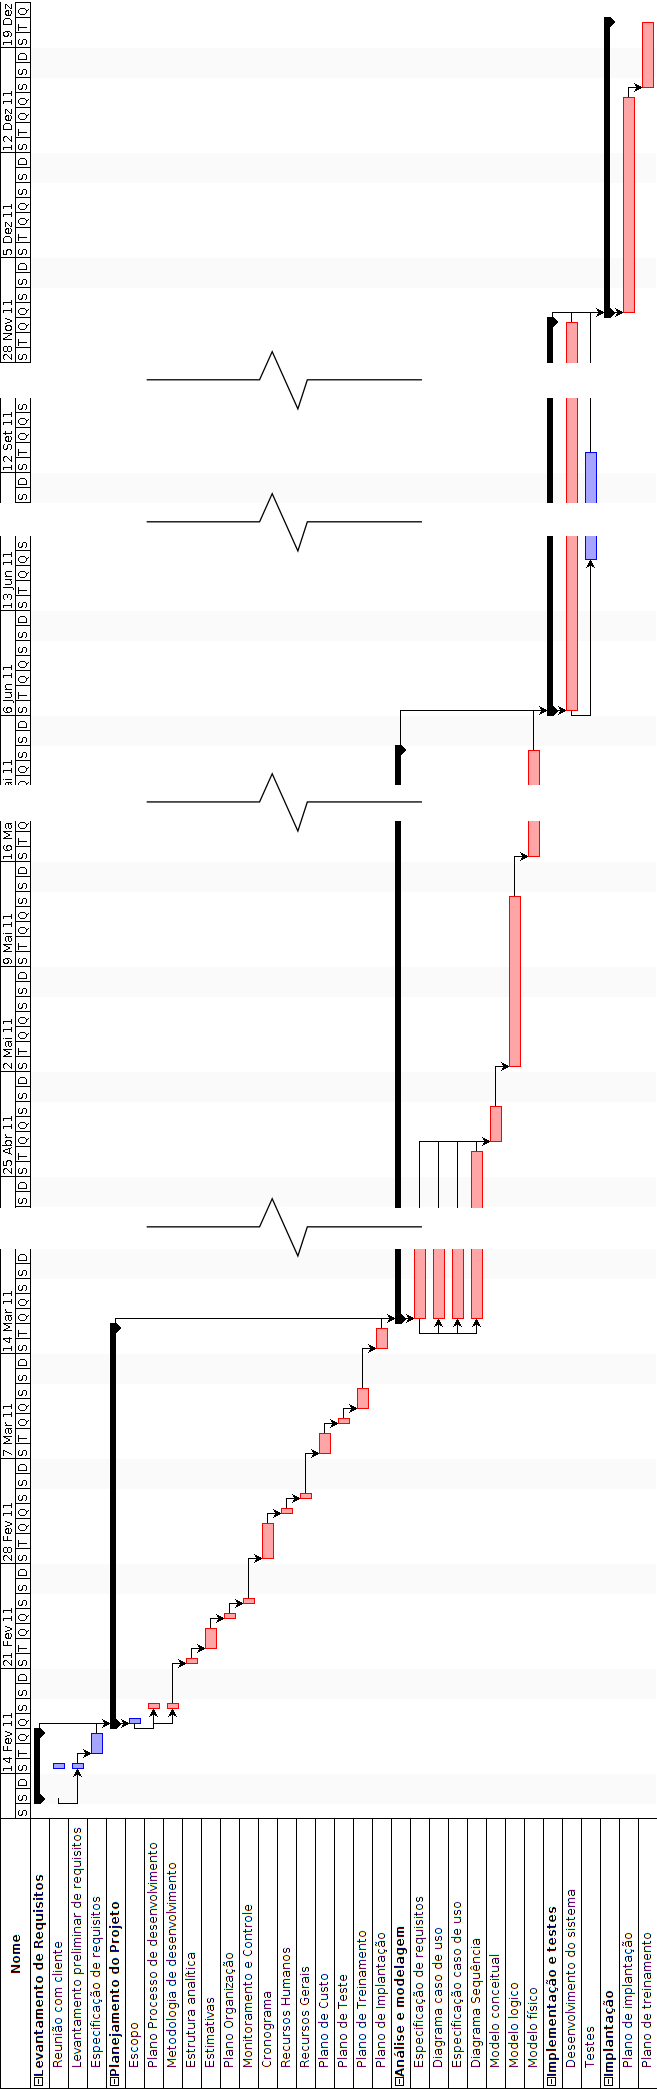 Nome
14 Fev 11 21 Fev 11 28 Fev 11 7 Mar 11 14 Mar 11 25 Abr 11 2 Mai 11 9 Mai 11 16 Ma ai 11 6 Jun 11 13 Jun 11 12 Set 11 28 Nov 11 5 Dez 11 12 Dez 11 19 Dez
S S D S T Q Q S S D S T Q Q S S D S T Q Q S S D S T Q Q S S D S T Q Q S S D S D S T Q Q S S D S T Q Q S S D S T Q Q S S D S T Q Q S S D S T Q Q S S D S T Q Q S S D S T Q Q S S T Q Q S S D S T Q Q S S D S T Q Q S S D S T Q
Levantamento de Requisitos
Reunião com cliente
Levantamento preliminar de requisitos
Especificação de requisitos
Planejamento do Projeto
Escopo
Plano Processo de desenvolvimento
Metodologia de desenvolvimento
Estrutura analítica
Estimativas
Plano Organização
Monitoramento e Controle
Cronograma
Recursos Humanos
Recursos Gerais
Plano de Custo
Plano de Teste
Plano de Treinamento
Plano de Implantação
Análise e modelagem
Especificação de requisitos
Diagrama caso de uso
Especificação caso de uso
Diagrama Sequência
Modelo conceitual
Modelo logico
Modelo físico
Implementação e testes
Desenvolvimento do sistema
Testes
Implantação
Plano de Implantação
Plano de treinamento